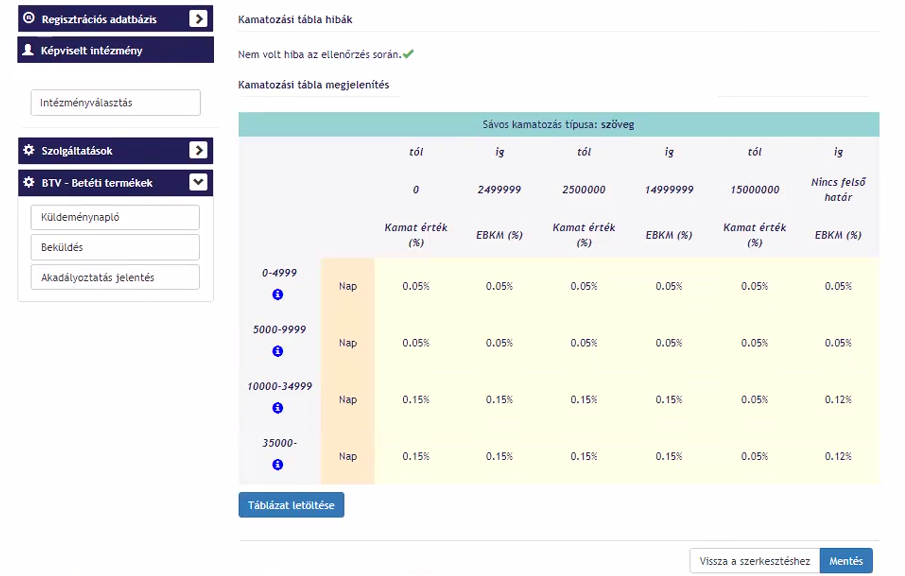 Regisztrációs adatbázis
Képviselt intézmény
Intézményválasztás
Szolgáltatások
BTV - Betéti termékek
Küldeménynapló
Beküldés
Akadályoztatás jelentés
Kamatozási tábla hibák
Nem volt hiba az ellenőrzés során.
Kamatozási tábla megjelenítés
Sávos kamatozás típusa: szöveg
tól ig tól ig tól ig
0 2499999 2500000 14999999 15000000 Nincs felső
határ
Kamat érték EBKM (%) Kamat érték EBKM (%) Kamat érték EBKM (%)
(%) (%) (%)
0-4999
Nap 0.05% 0.05% 0.05% 0.05% 0.05% 0.05%
5000-9999
Nap 0.05% 0.05% 0.05% 0.05% 0.05% 0.05%
10000-34999
Nap 0.15% 0.15% 0.15% 0.15% 0.05% 0.12%
35000-
Nap 0.15% 0.15% 0.15% 0.15% 0.05% 0.12%
Táblázat letöltése
Vissza a szerkesztéshez Mentés